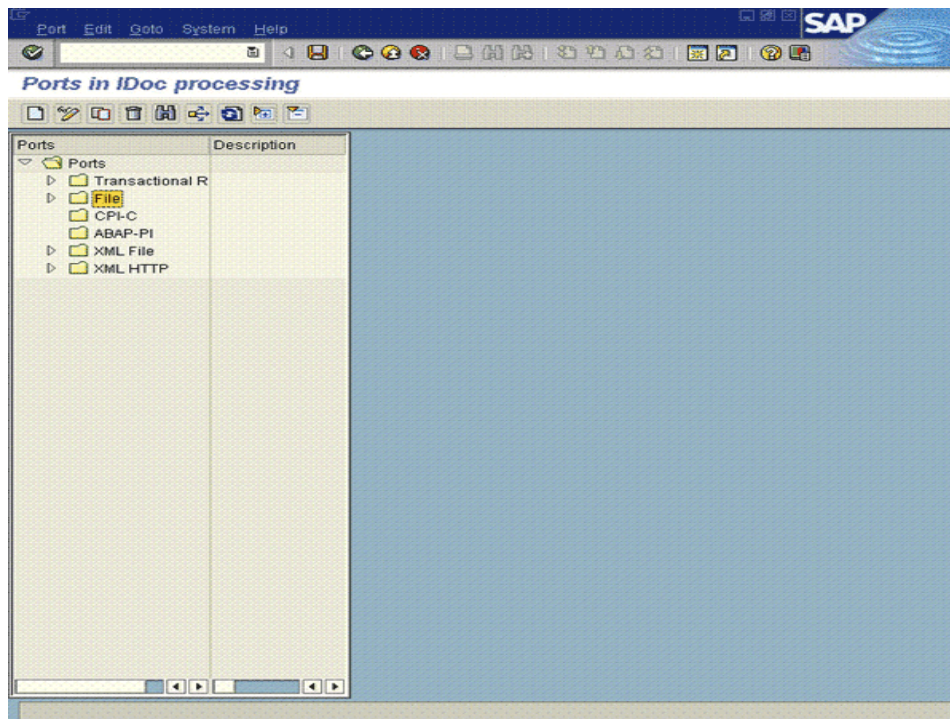 Port Edit Goto System Help
SAP
Ports in IDoc processing
Ports Description
Ports
Transactional R
File
CPI-C
ABAP-PI
XML File
XML HTTP